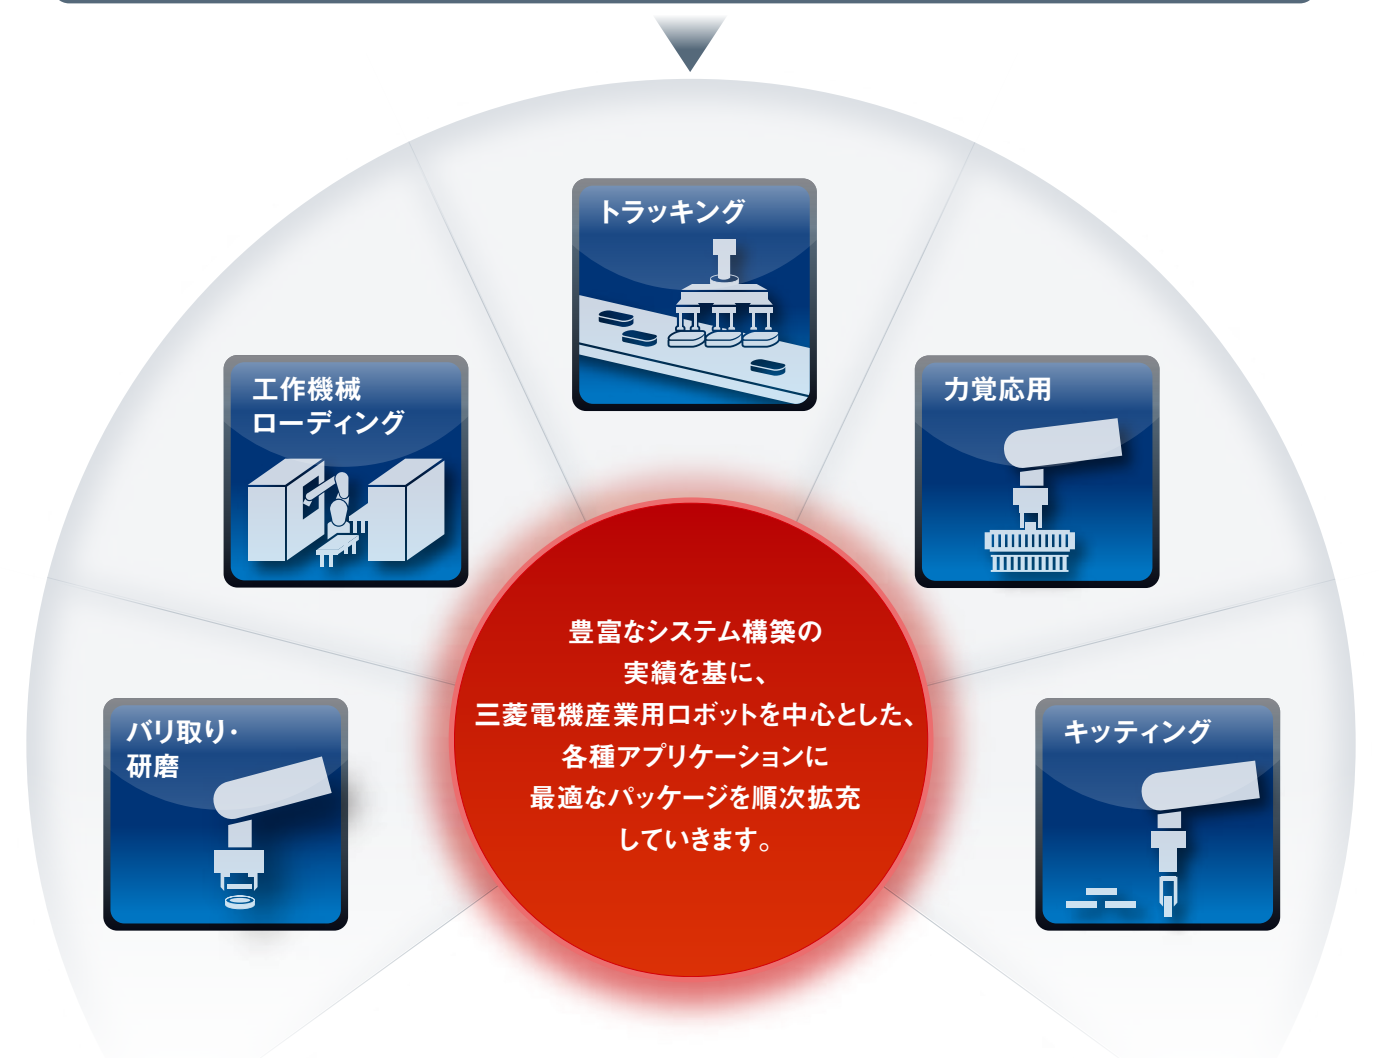 トラッキング
工作機械
ローディング
力覚応用
バリ取り・
研磨
キッティング
豊富なシステム構築の
実績を基に、
三菱電機産業用ロボットを中心とした、
各種アプリケーションに
最適なパッケージを順次拡充
していきます。